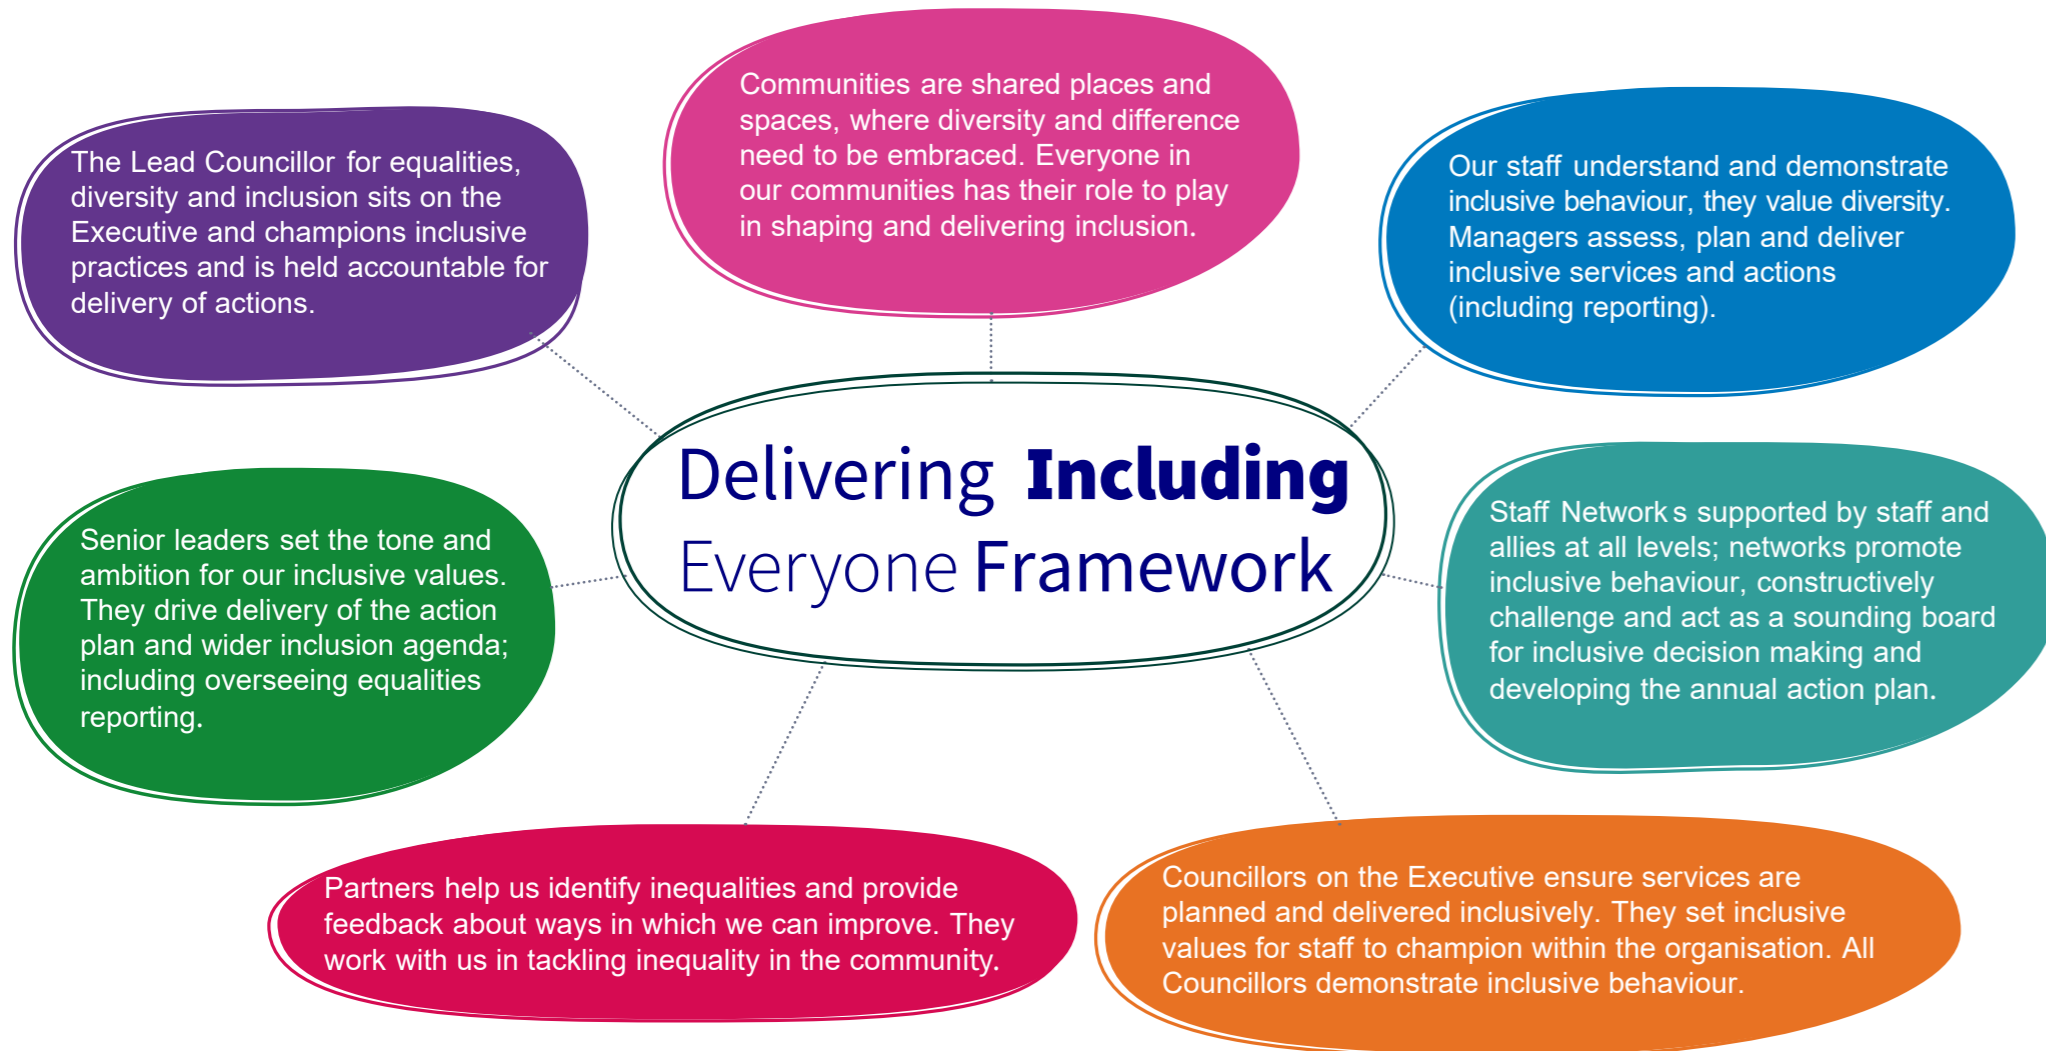 Communities are shared places and
spaces, where diversity and difference
need to be embraced. Everyone in
our communities has their role to play
in shaping and delivering inclusion.
The Lead Councillor for equalities,
diversity and inclusion sits on the
Executive and champions inclusive
practices and is held accountable for
delivery of actions.
Our staff understand and demonstrate
inclusive behaviour, they value diversity.
Managers assess, plan and deliver
inclusive services and actions
(including reporting).
Delivering Including
Everyone Framework
Senior leaders set the tone and
ambition for our inclusive values.
They drive delivery of the action
plan and wider inclusion agenda;
including overseeing equalities
reporting.
Staff Networks supported by staff and
allies at all levels; networks promote
inclusive behaviour, constructively
challenge and act as a sounding board
for inclusive decision making and
developing the annual action plan.
Partners help us identify inequalities and provide
feedback about ways in which we can improve. They
work with us in tackling inequality in the community.
Councillors on the Executive ensure services are
planned and delivered inclusively. They set inclusive
values for staff to champion within the organisation. All
Councillors demonstrate inclusive behaviour.